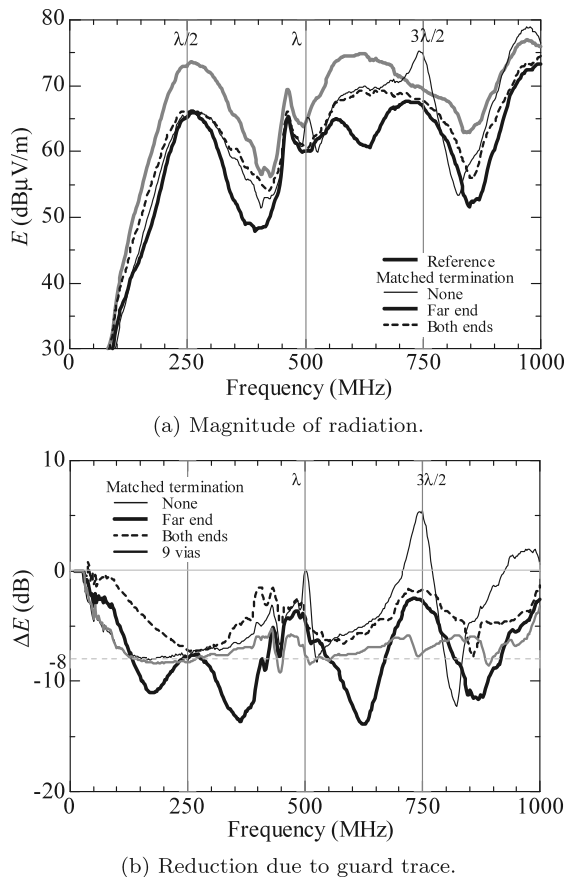 80
70
60
50
40
30
E (dBµV/m)
λ/2
λ
3λ/2
Reference
Matched termination
None
Far end
Both ends
0
250
500
750
1000
Frequency (MHz)
(a) Magnitude of radiation.
10
0
-8
-10
-20
ΔE (dB)
Matched termination
None
Far end
Both ends
9 vias
λ
3λ/2
0
250
500
750
1000
Frequency (MHz)
(b) Reduction due to guard trace.